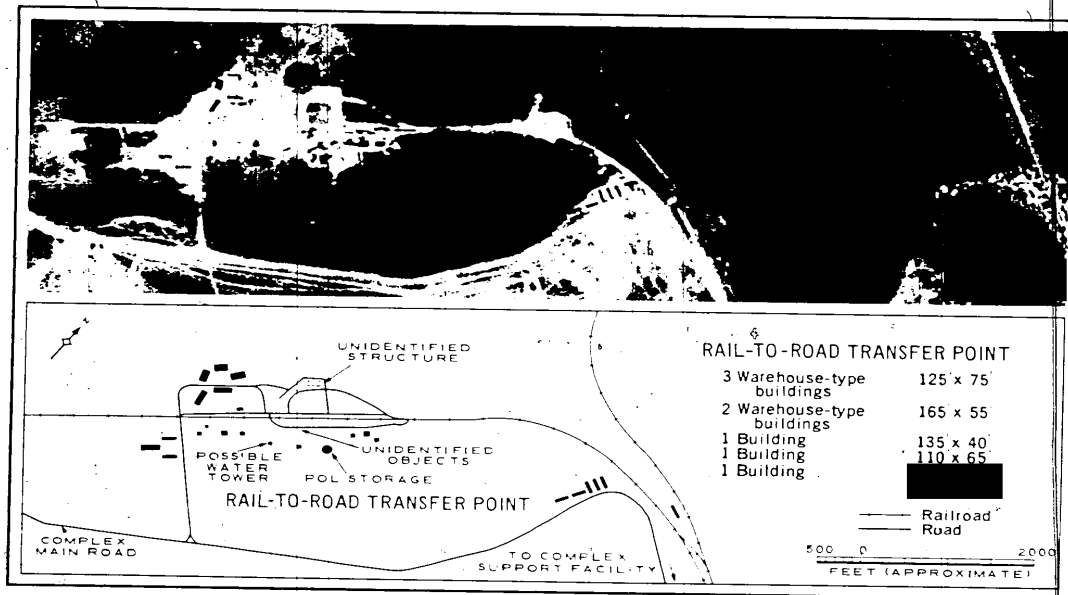 N
UNIDENTIFIED
STRUCTURE
POSSIBLE
WATER
TOWER
UNIDENTIFIED
OBJECTS
POL STORAGE
RAIL-TO-ROAD TRANSFER POINT
COMPLEX
MAIN ROAD
TO COMPLEX
SUPPORT FACILITY
RAIL-TO-ROAD TRANSFER POINT
3 Warehouse-type buildings 125' x 75'
2 Warehouse-type buildings 165' x 55'
1 Building 135' x 40'
1 Building 110' x 65'
1 Building
Railroad
Road
500 0 2000
FEET (APPROXIMATE)